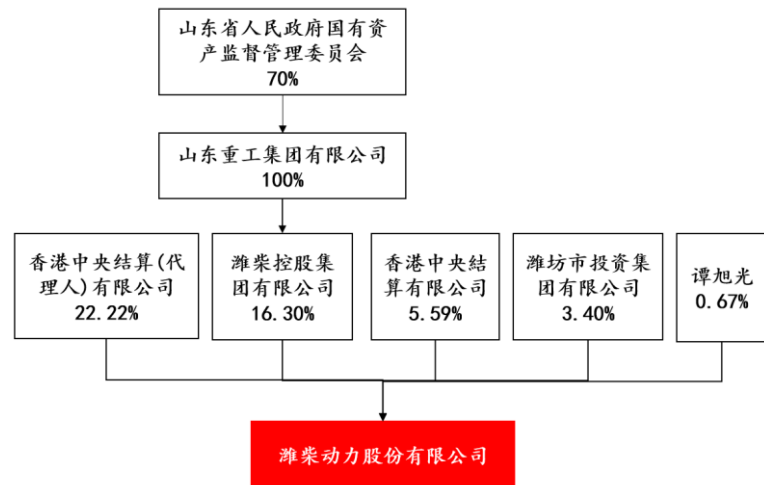 山东省人民政府国有资
产监督管理委员会
70%
山东重工集团有限公司
100%
香港中央结算(代
理人)有限公司
22.22%
潍柴控股集
团有限公司
16.30%
香港中央结
算有限公司
5.59%
潍坊市投资集
团有限公司
3.40%
谭旭光
0.67%
潍柴动力股份有限公司